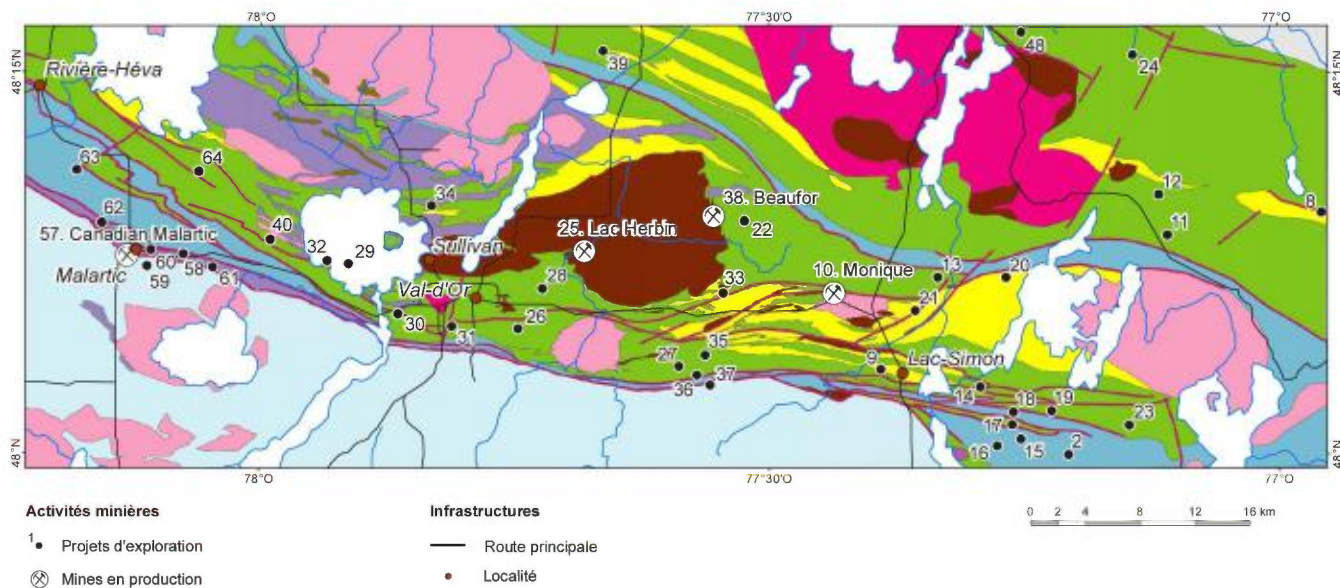 78°O
77°30'O
77°O
48°15'N
48°15'N
Rivière-Héva
39
48
24
63
64
62
34
12
8
40
38. Beaufor
22
11
57. Canadian Malartic
32
29
Sullivan
25. Lac Herbin
60
58
61
59
Malartic
28
33
10. Monique
13
20
Val-d'Or
30
31
26
21
27
35
9
Lac-Simon
36
37
14
18
19
23
17
16
15
2
48°N
48°N
78°O
77°30'O
77°O
Activités minières
Infrastructures
0 2 4 8 12 16 km
1
Projets d'exploration
Route principale
Mines en production
Localité